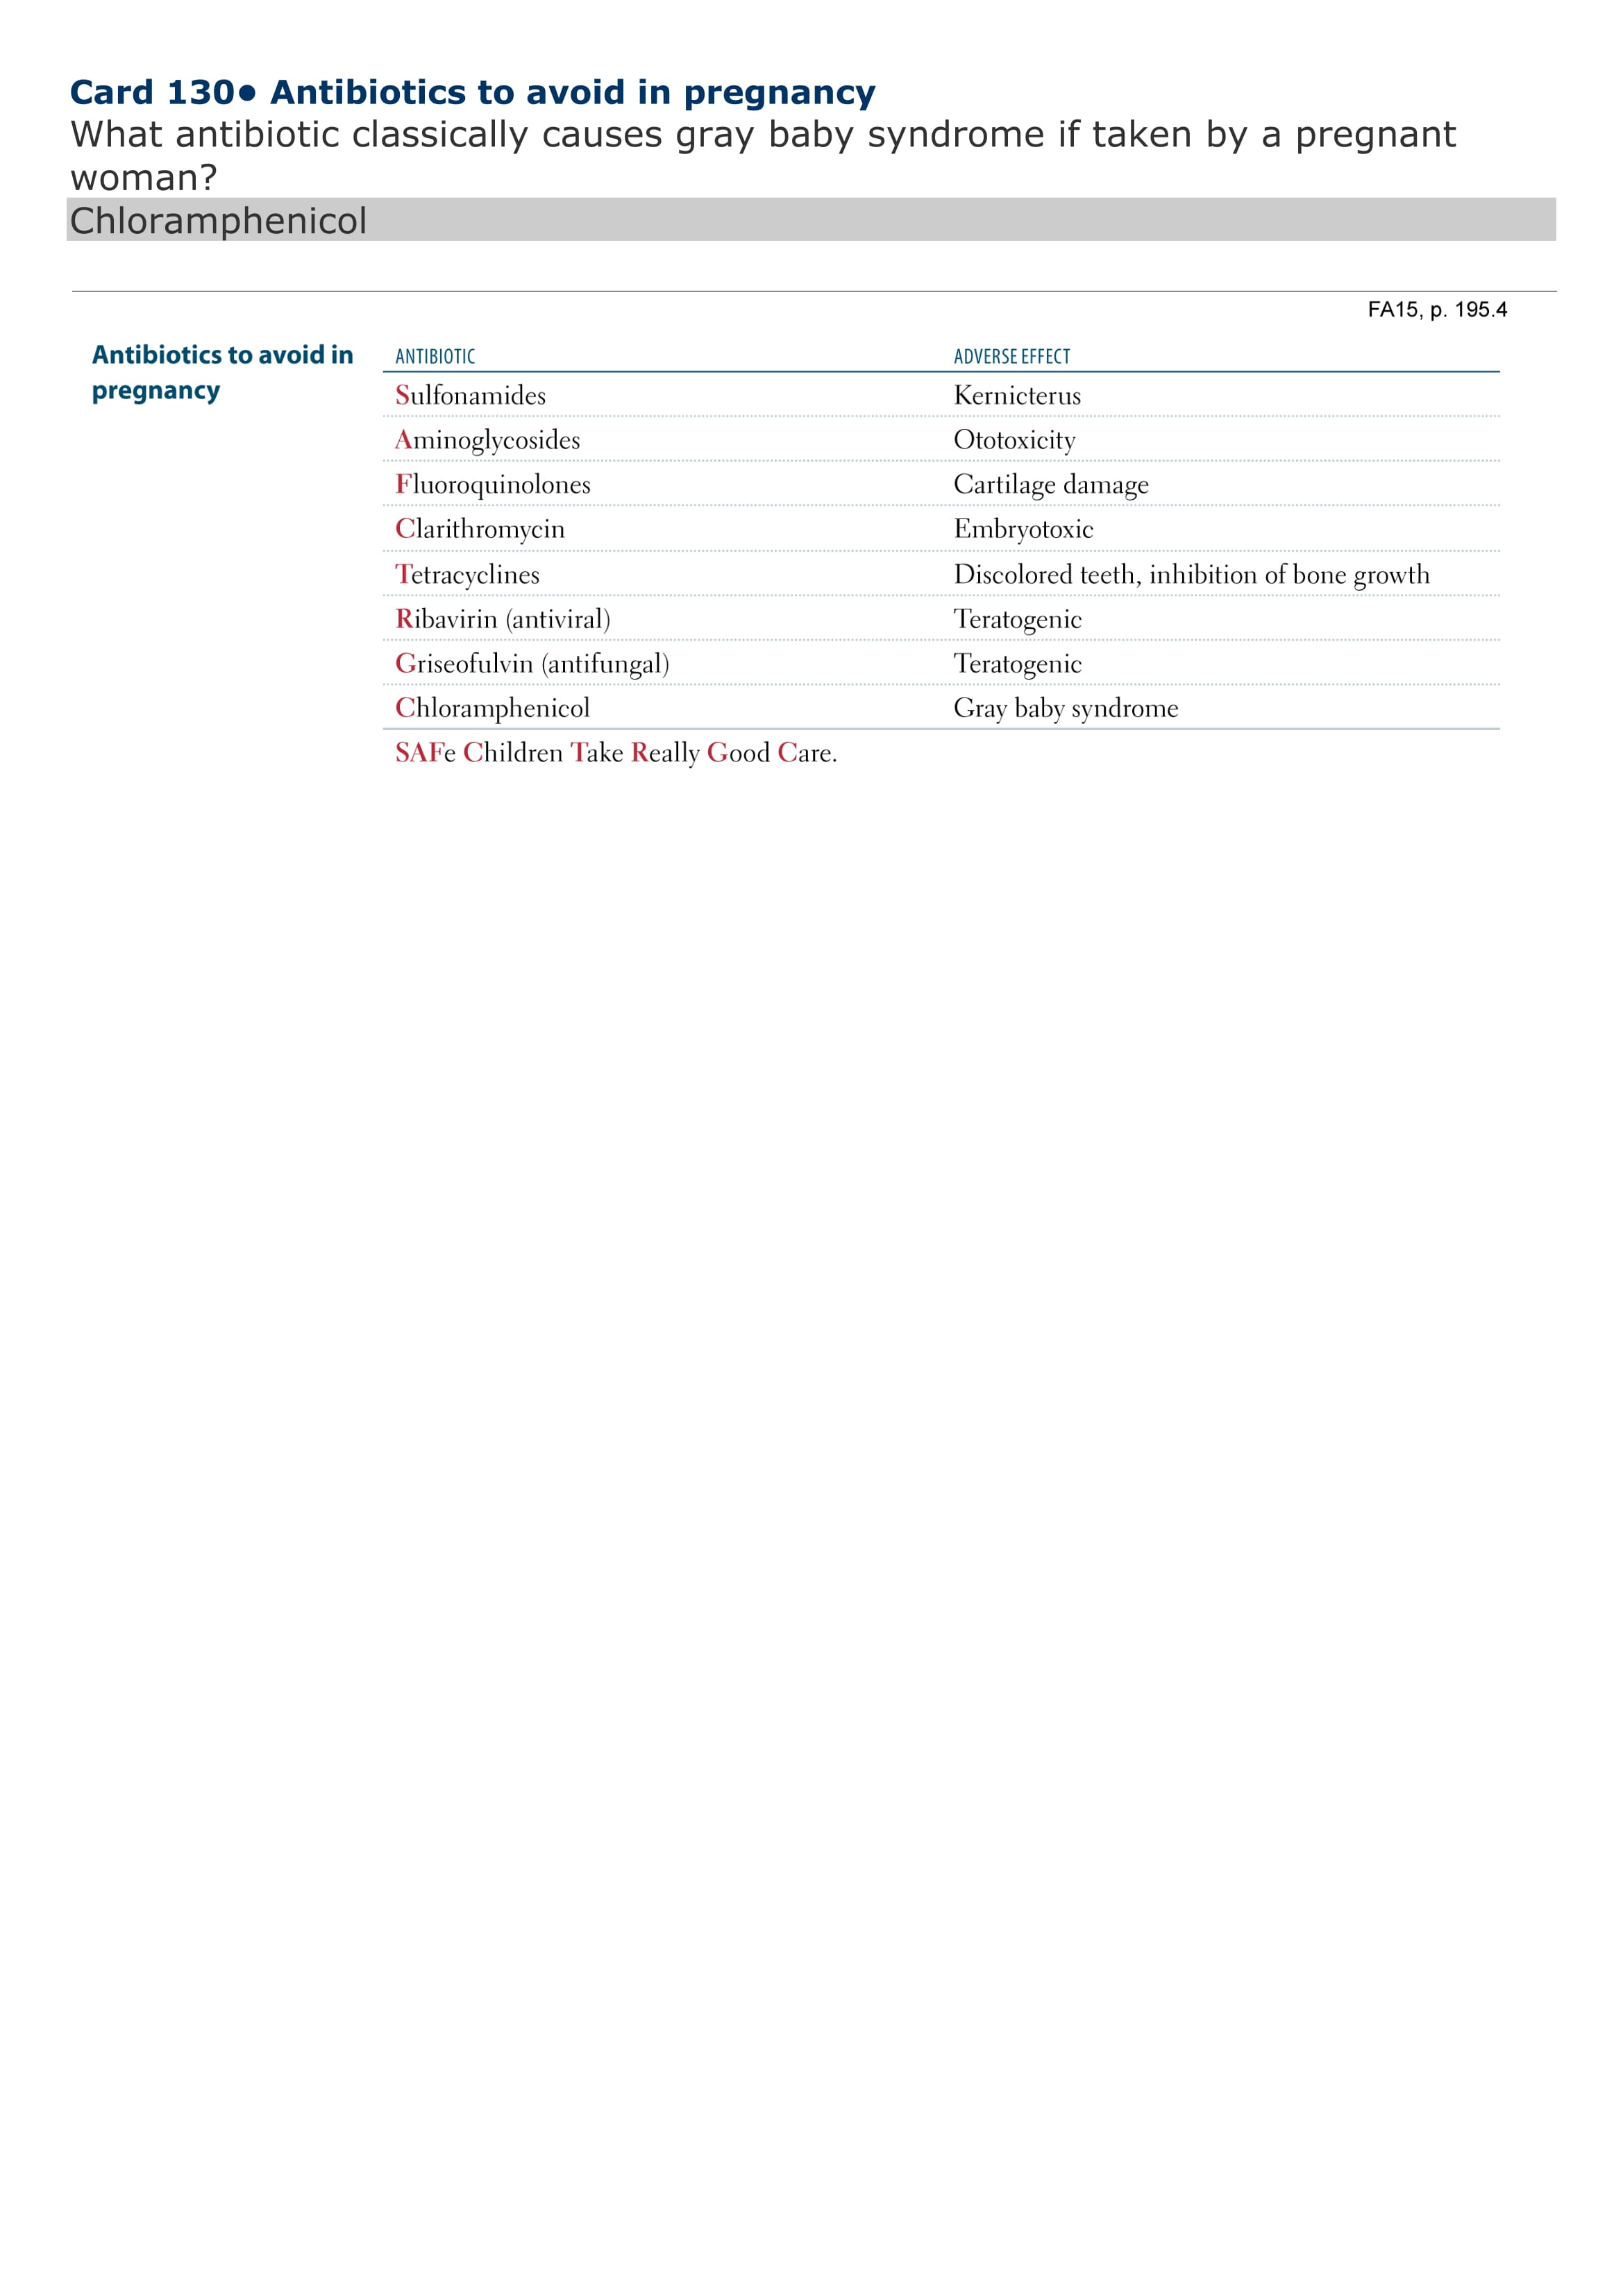 Card 130• Antibiotics to avoid in pregnancy
What antibiotic classically causes gray baby syndrome if taken by a pregnant
woman?
Chloramphenicol
FA15, p. 195.4
Antibiotics to avoid in
pregnancy
ANTIBIOTIC ADVERSE EFFECT
Sulfonamides Kernicterus
Aminoglycosides Ototoxicity
Fluoroquinolones Cartilage damage
Clarithromycin Embryotoxic
Tetracyclines Discolored teeth, inhibition of bone growth
Ribavirin (antiviral) Teratogenic
Griseofulvin (antifungal) Teratogenic
Chloramphenicol Gray baby syndrome
SAFe Children Take Really Good Care.